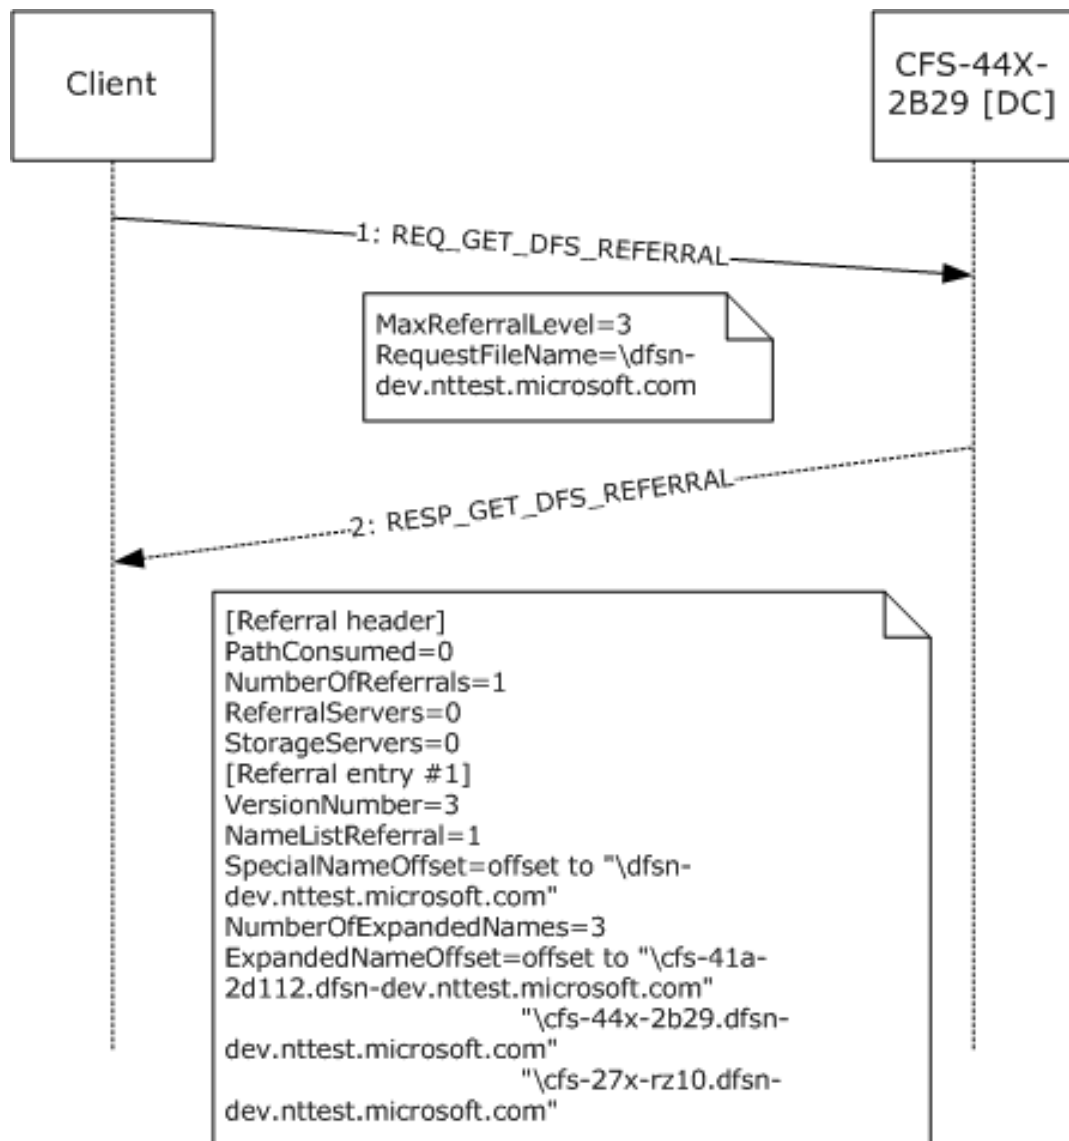 Client
CFS-44X-
2B29 [DC]
1: REQ_GET_DFS_REFERRAL
MaxReferralLevel=3
RequestFileName=\dfsn-
dev.nttest.microsoft.com
2: RESP_GET_DFS_REFERRAL
[Referral header]
PathConsumed=0
NumberOfReferrals=1
ReferralServers=0
StorageServers=0
[Referral entry #1]
VersionNumber=3
NameListReferral=1
SpecialNameOffset=offset to "\dfsn-
dev.nttest.microsoft.com"
NumberOfExpandedNames=3
ExpandedNameOffset=offset to "\cfs-41a-
2d112.dfsn-dev.nttest.microsoft.com"
"\cfs-44x-2b29.dfsn-
dev.nttest.microsoft.com"
"\cfs-27x-rz10.dfsn-
dev.nttest.microsoft.com"